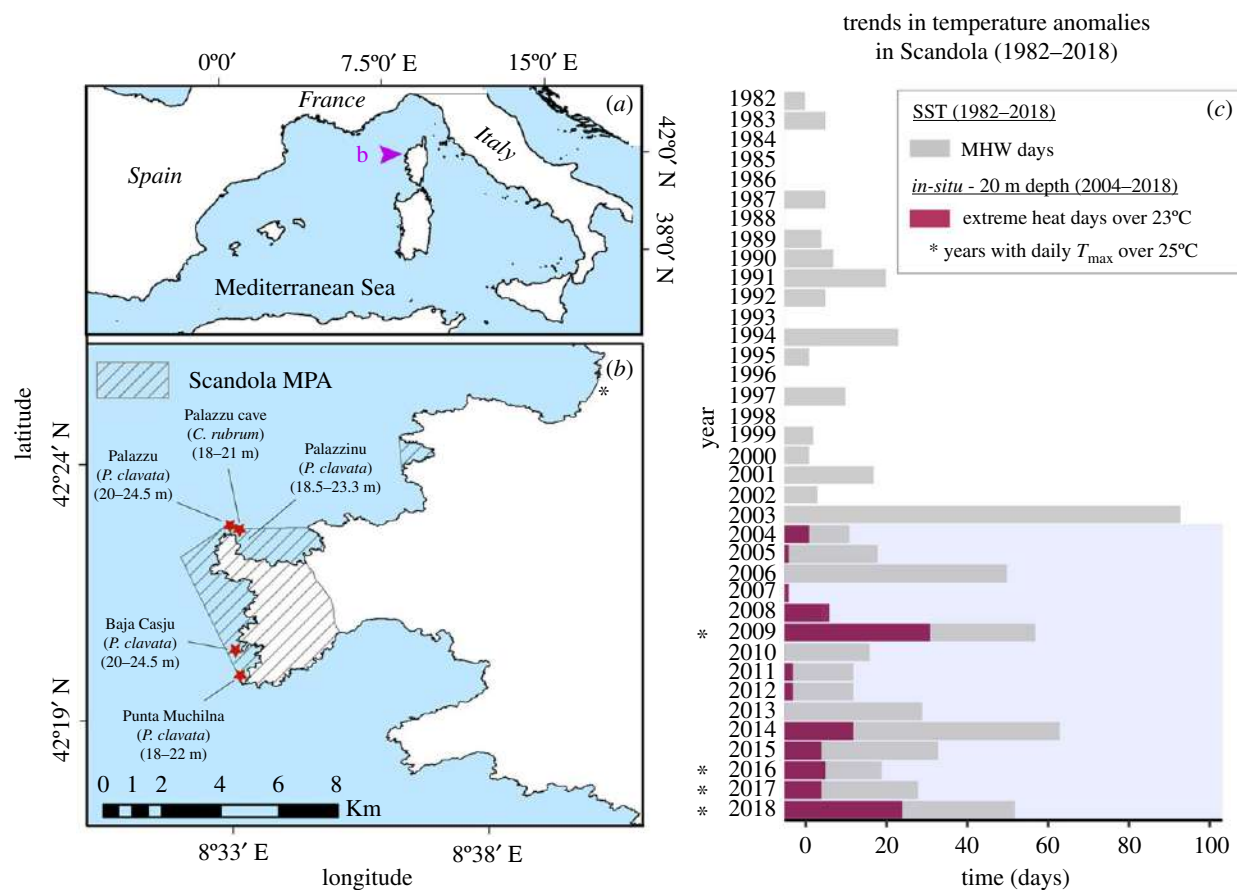 0º0′
7.5º0′ E
15º0′ E
France
(a)
b
Italy
Spain
42º0′ N
38º0′ N
Mediterranean Sea
Scandola MPA
(b)
*
Palazzu cave
(C. rubrum)
(18–21 m)
Palazzu
(P. clavata)
(20–24.5 m)
Palazzinu
(P. clavata)
(18.5–23.3 m)
latitude
42º24′ N
42º19′ N
Baja Casju
(P. clavata)
(20–24.5 m)
Punta Muchilna
(P. clavata)
(18–22 m)
0 2 4 6 8
Km
8º33′ E
8º38′ E
longitude
trends in temperature anomalies
in Scandola (1982–2018)
(c)
SST (1982–2018)
MHW days
in-situ - 20 m depth (2004–2018)
extreme heat days over 23ºC
* years with daily Tmax over 25ºC
year
1982
1983
1984
1985
1986
1987
1988
1989
1990
1991
1992
1993
1994
1995
1996
1997
1998
1999
2000
2001
2002
2003
2004
2005
2006
2007
2008
* 2009
2010
2011
2012
2013
2014
2015
* 2016
* 2017
* 2018
0 20 40 60 80 100
time (days)